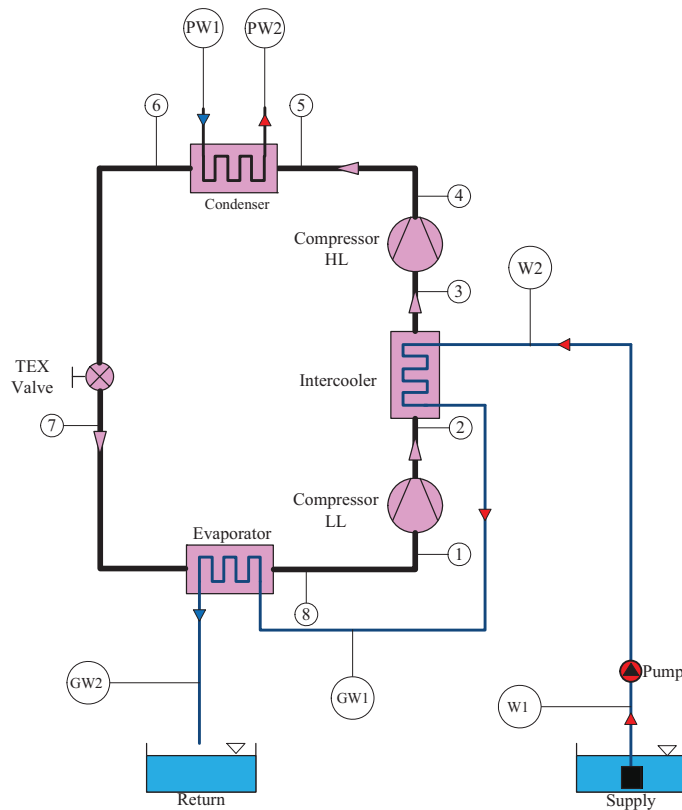 PW1
PW2
6
5
Condenser
4
Compressor
HL
W2
3
TEX
Valve
Intercooler
7
2
Compressor
LL
Evaporator
1
8
GW2
GW1
Pump
W1
Return
Supply